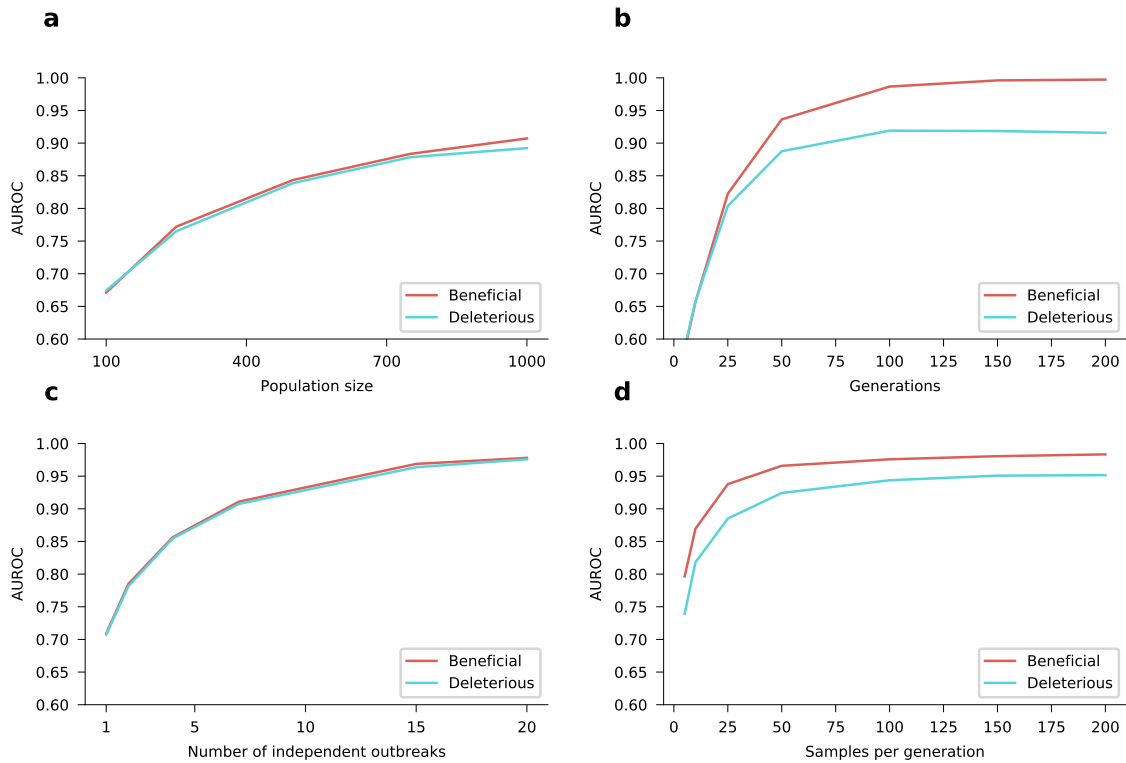 a
1.00
0.95
0.90
0.85
0.80
0.75
0.70
0.65
0.60
AUROC
Beneficial
Deleterious
100 400 700 1000
Population size
b
1.00
0.95
0.90
0.85
0.80
0.75
0.70
0.65
0.60
AUROC
Beneficial
Deleterious
0 25 50 75 100 125 150 175 200
Generations
c
1.00
0.95
0.90
0.85
0.80
0.75
0.70
0.65
0.60
AUROC
Beneficial
Deleterious
1 5 10 15 20
Number of independent outbreaks
d
1.00
0.95
0.90
0.85
0.80
0.75
0.70
0.65
0.60
AUROC
Beneficial
Deleterious
0 25 50 75 100 125 150 175 200
Samples per generation